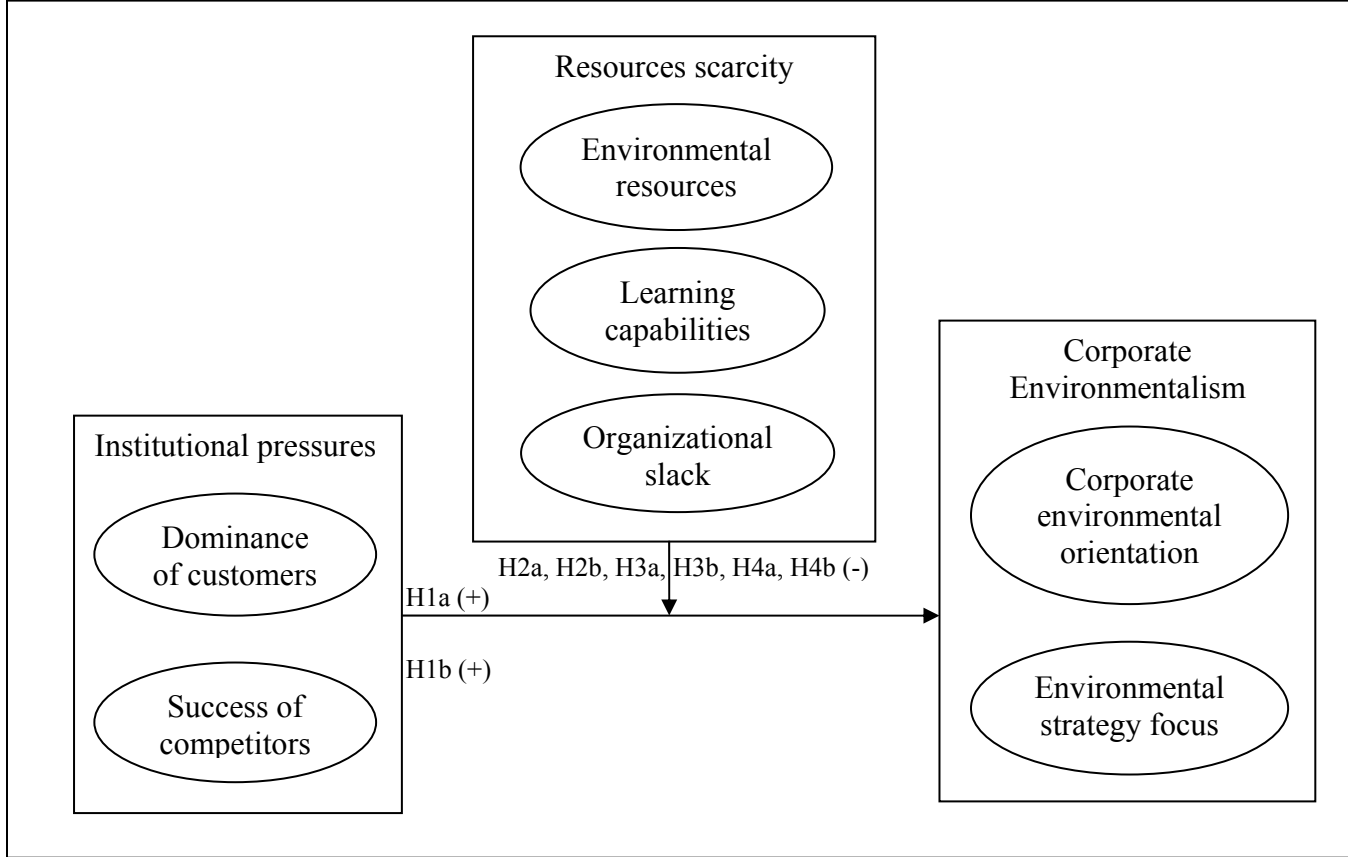 Resources scarcity
Environmental
resources
Learning
capabilities
Organizational
slack
H2a, H2b, H3a, H3b, H4a, H4b (-)
Institutional pressures
Dominance
of customers
Success of
competitors
H1a (+)
H1b (+)
Corporate
Environmentalism
Corporate
environmental
orientation
Environmental
strategy focus